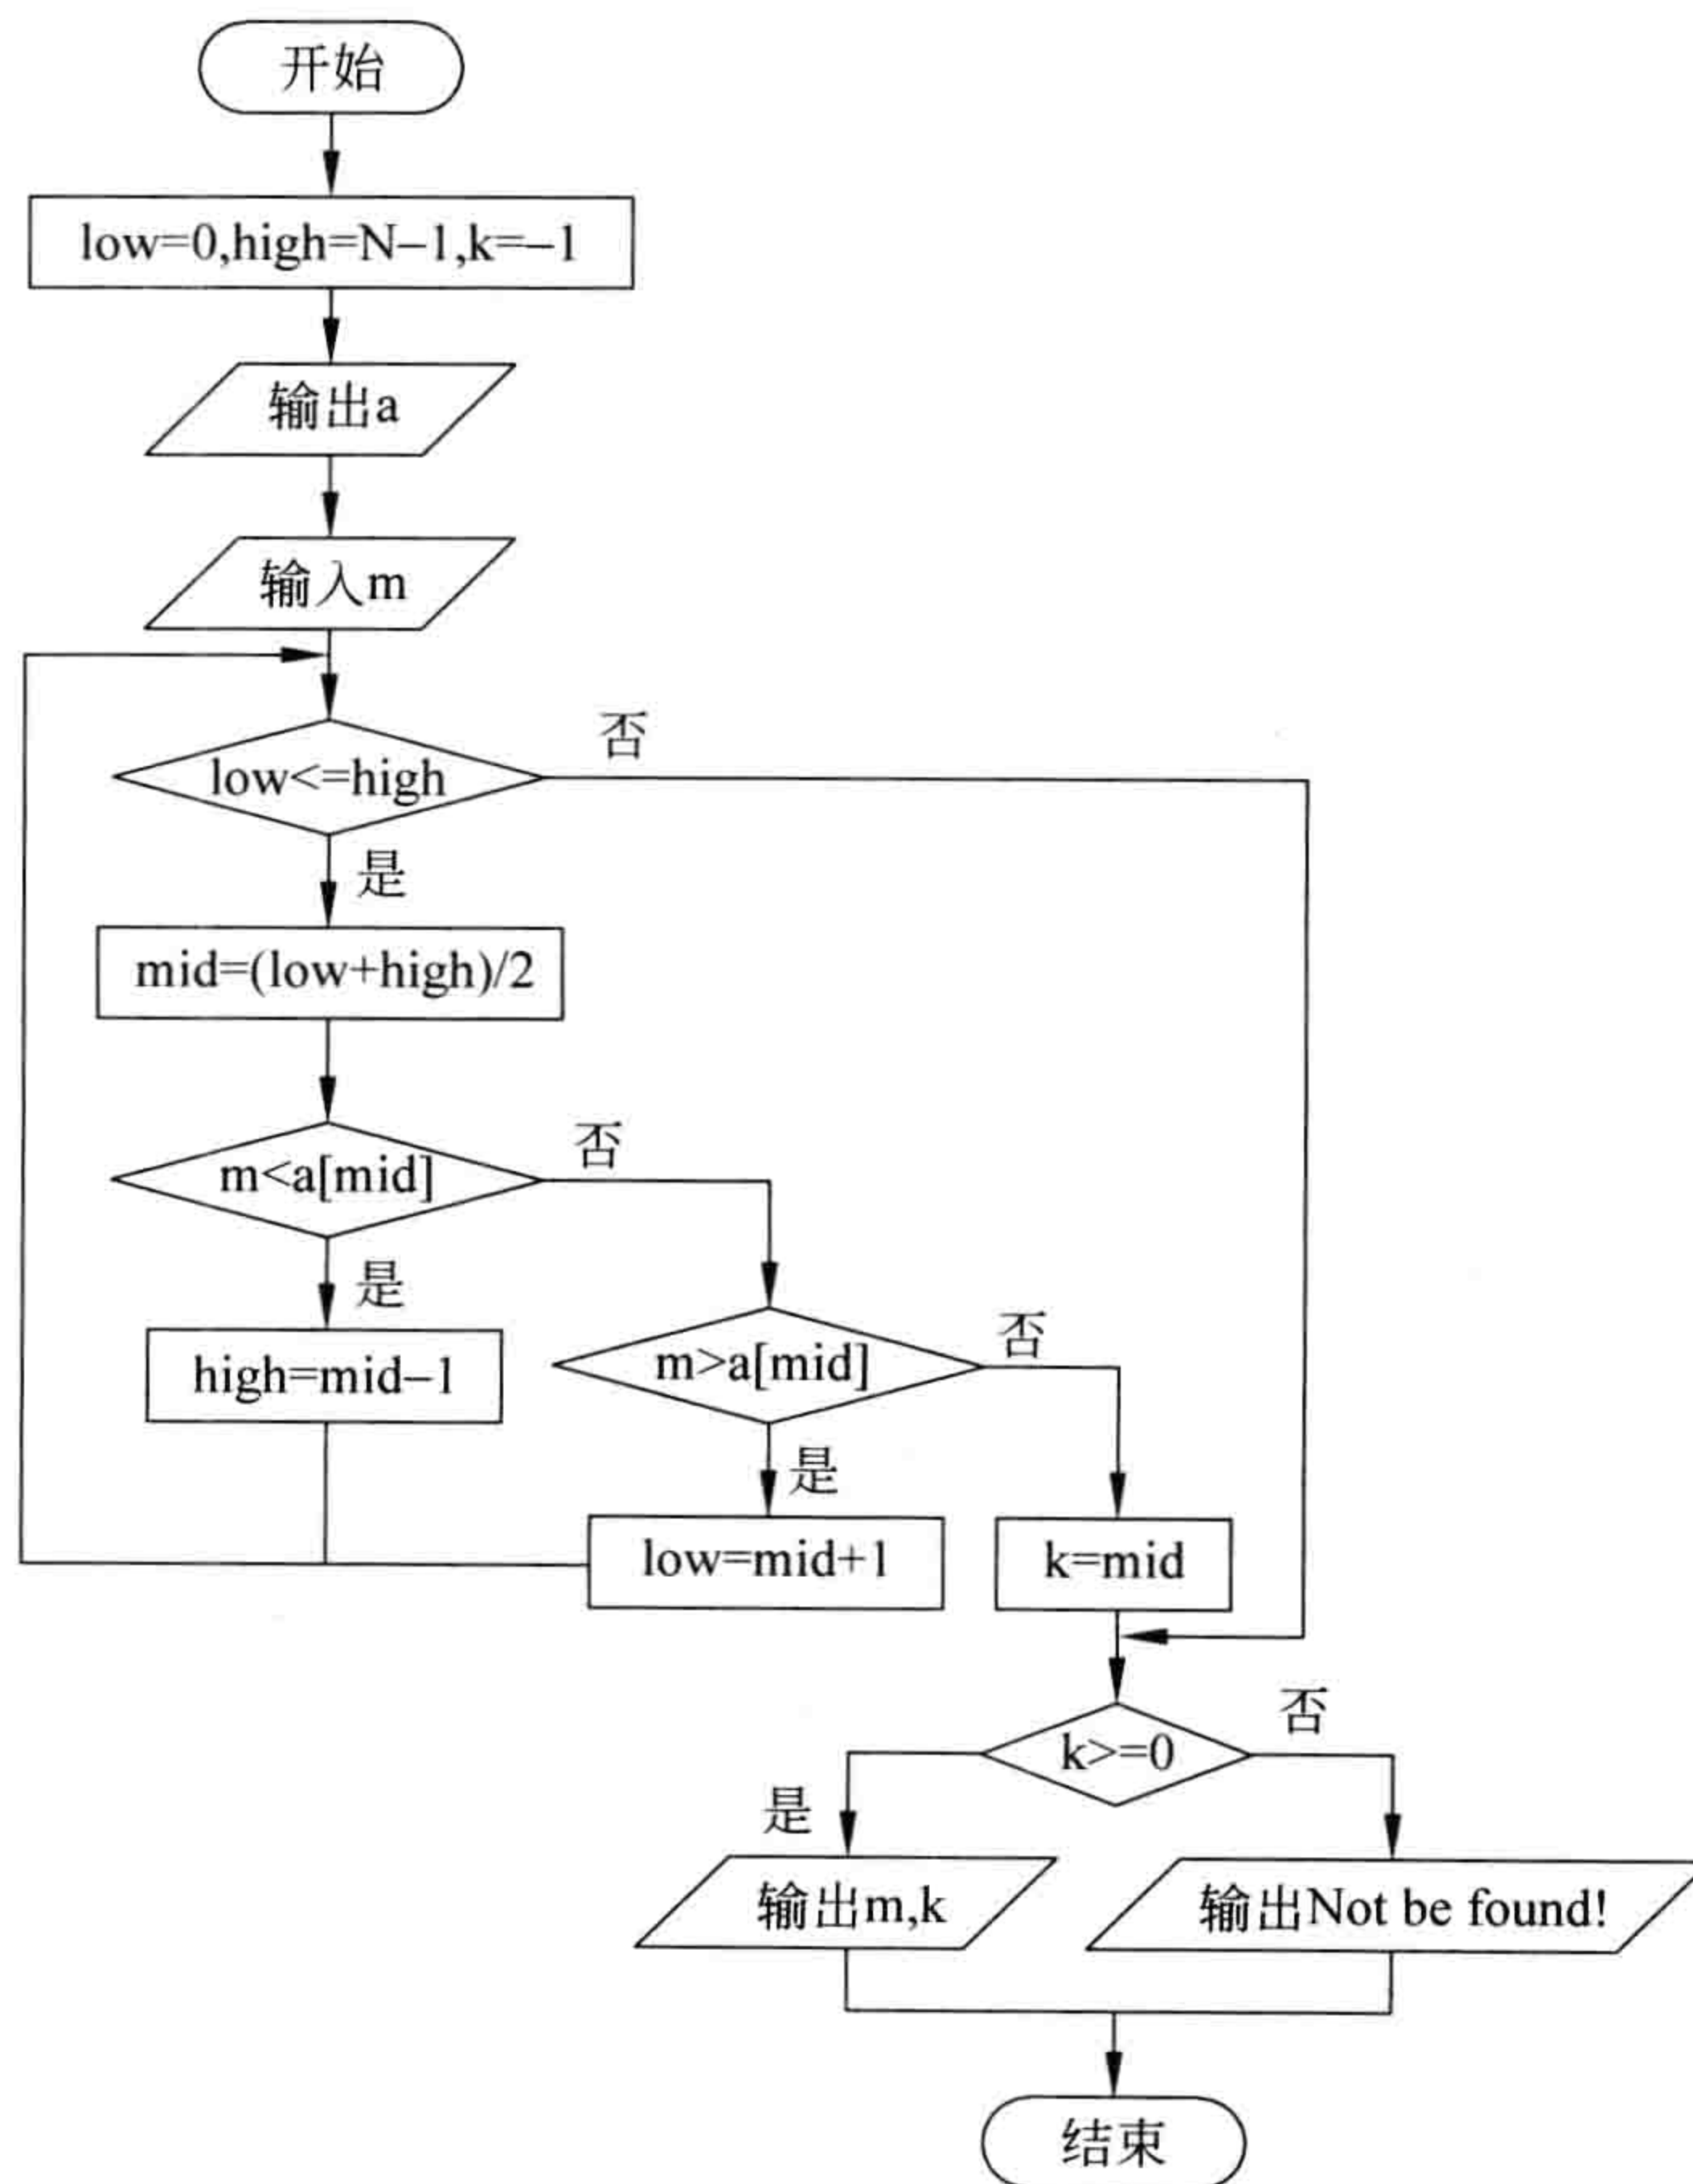 开始
low=0,high=N–1,k=–1
输出a
输入m
low<=high
否
是
mid=(low+high)/2
m<a[mid]
否
是
high=mid–1
m>a[mid]
否
是
low=mid+1
k=mid
k>=0
是
否
输出m,k
输出Not be found!
结束